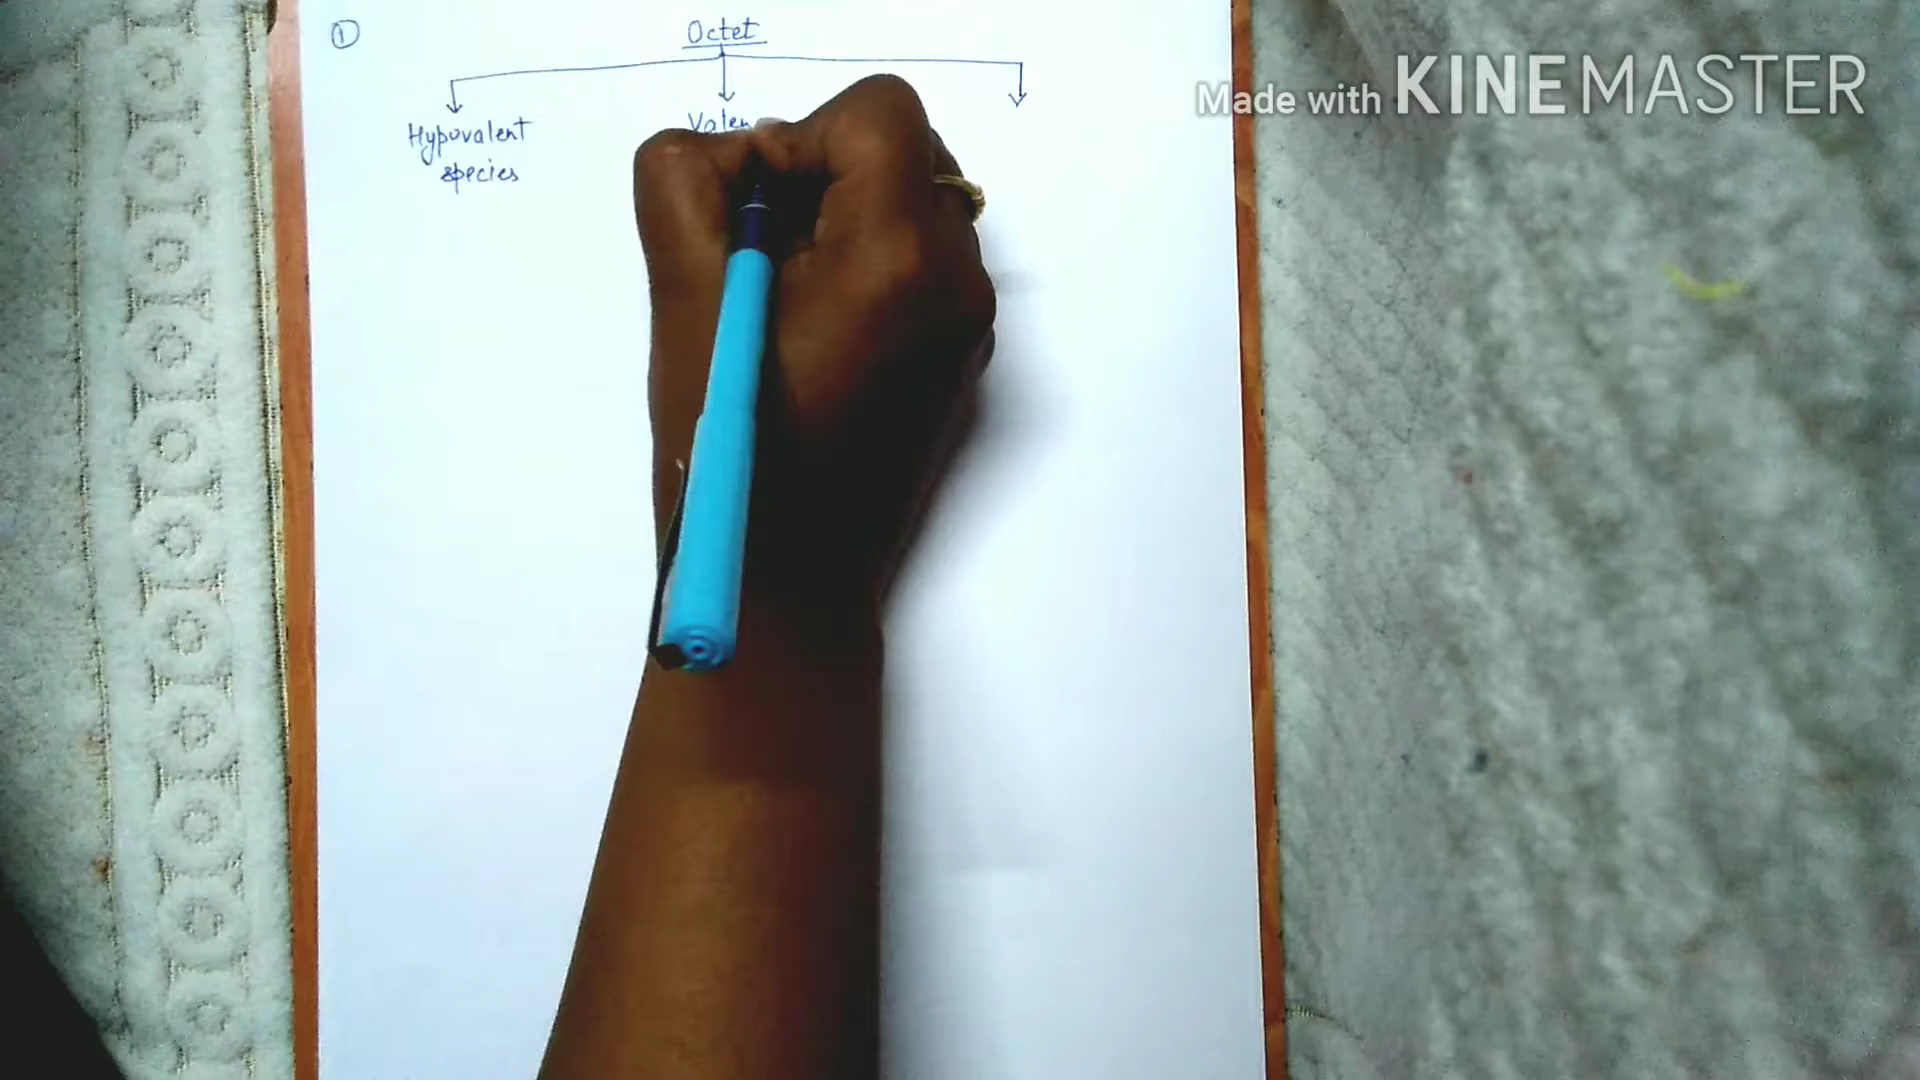 ① Octet
Made with KINEMASTER
Hypovalent
species
Valen